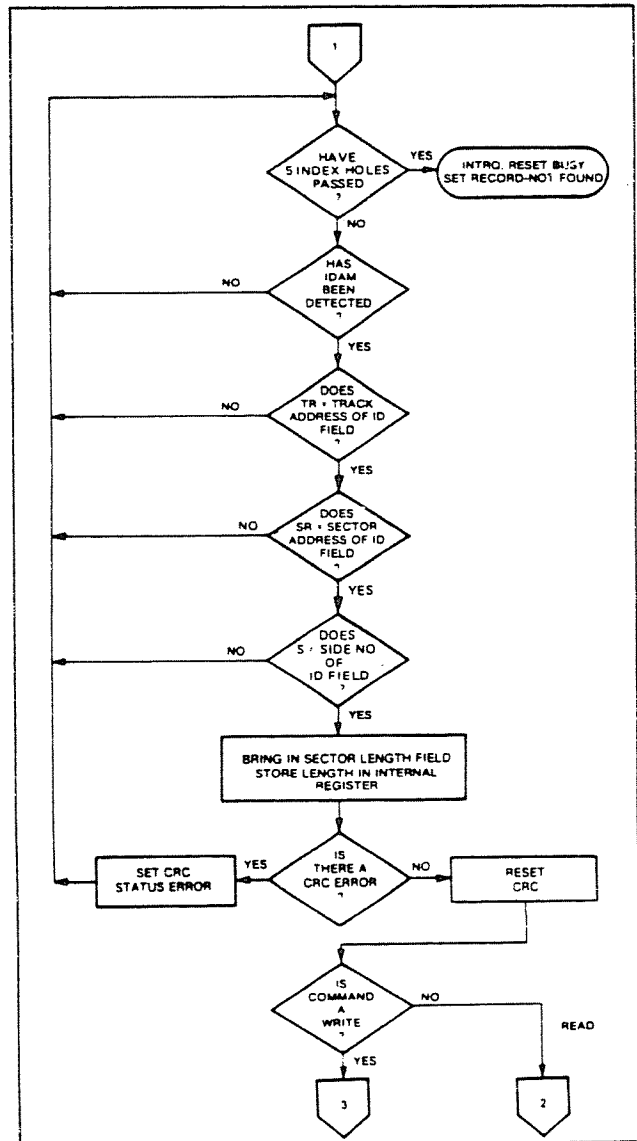 1
HAVE
5 INDEX HOLES
PASSED
?
YES
INTRQ, RESET BUSY
SET RECORD-NOT FOUND
NO
HAS
IDAM
BEEN
DETECTED
?
NO
YES
DOES
TR = TRACK
ADDRESS OF ID
FIELD
?
NO
YES
DOES
SR = SECTOR
ADDRESS OF ID
FIELD
?
NO
YES
DOES
S = SIDE NO
OF
ID FIELD
?
NO
YES
BRING IN SECTOR LENGTH FIELD
STORE LENGTH IN INTERNAL
REGISTER
IS
THERE A
CRC ERROR
?
YES
SET CRC
STATUS ERROR
NO
RESET
CRC
IS
COMMAND
A
WRITE
?
NO
READ
YES
3
2